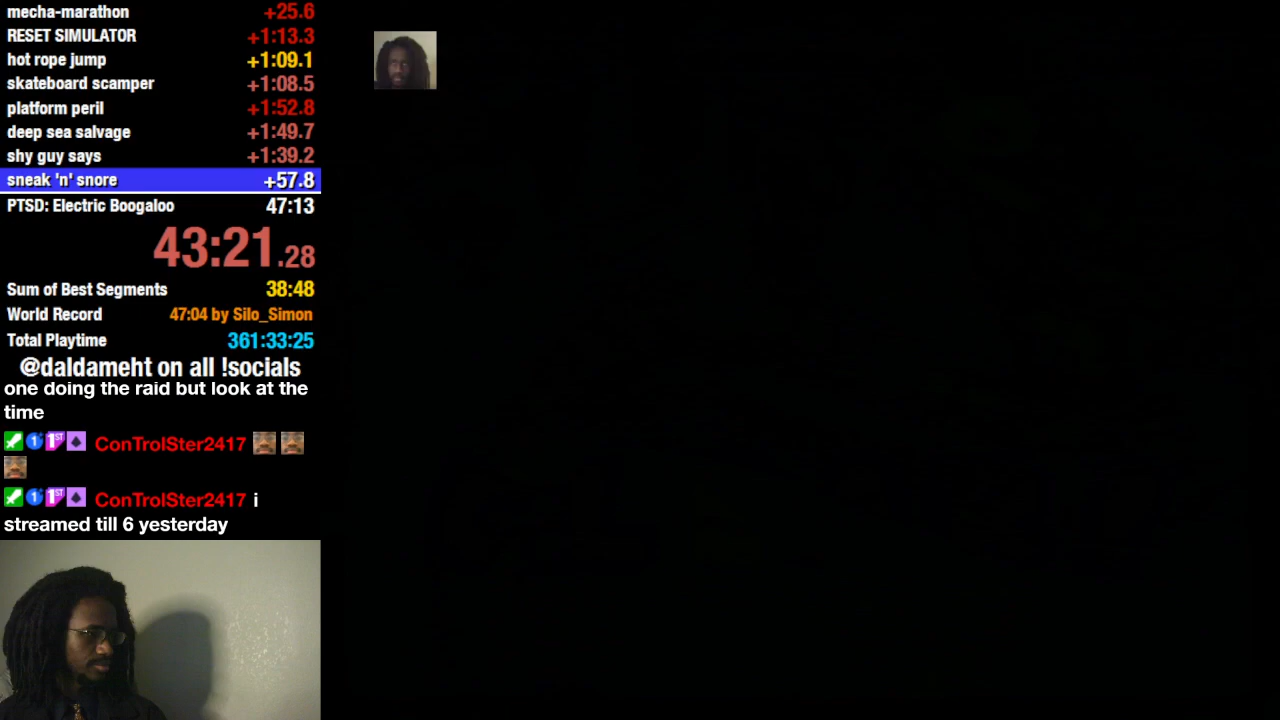 mecha-marathon +25.6
RESET SIMULATOR +1:13.3
hot rope jump +1:09.1
skateboard scamper +1:08.5
platform peril +1:52.8
deep sea salvage +1:49.7
shy guy says +1:39.2
sneak 'n' snore +57.8
PTSD: Electric Boogaloo 47:13
43:21.28
Sum of Best Segments 38:48
World Record 47:04 by Silo_Simon
Total Playtime 361:33:25
@daldameht on all !socials
one doing the raid but look at the
time
1 1ST ConTrolSter2417
1 1ST ConTrolSter2417 i
streamed till 6 yesterday